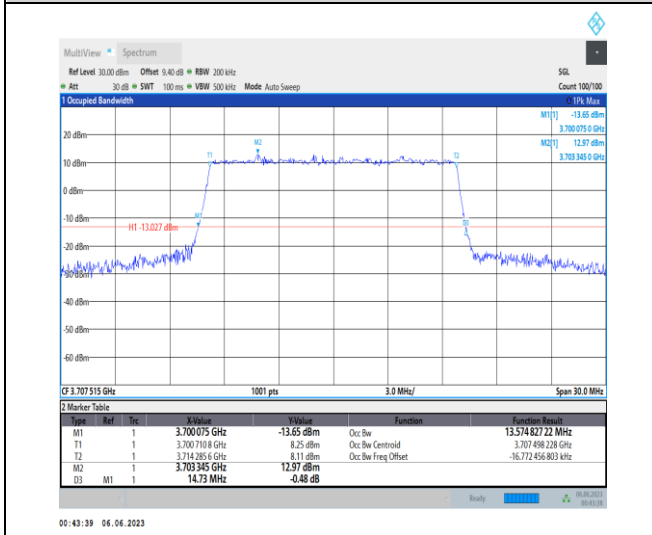 MultiView Spectrum
Ref Level 30.00 dBm Offset 9.40 dB RBW 200 kHz SGL
Att 30 dB SWT 100 ms VBW 500 kHz Mode Auto Sweep Count 100/100
1 Occupied Bandwidth 1Pk Max
M1[1] -13.65 dBm
3.700 075 0 GHz
M2[1] 12.97 dBm
3.703 345 0 GHz
20 dBm
M2
T1
T2
10 dBm
0 dBm
-10 dBm
M1
D3
H1 -13.027 dBm
-20 dBm
-30 dBm
-40 dBm
-50 dBm
-60 dBm
CF 3.707 515 GHz 1001 pts 3.0 MHz/ Span 30.0 MHz
2 Marker Table
Type Ref Trc X-Value Y-Value Function Function Result
M1 1 3.700 075 GHz -13.65 dBm Occ Bw 13.574 827 22 MHz
T1 1 3.700 710 8 GHz 8.25 dBm Occ Bw Centroid 3.707 498 228 GHz
T2 1 3.714 285 6 GHz 8.11 dBm Occ Bw Freq Offset -16.772 456 803 kHz
M2 1 3.703 345 GHz 12.97 dBm
D3 M1 1 14.73 MHz -0.48 dB
Ready 06.06.2023
00:43:38
00:43:39 06.06.2023